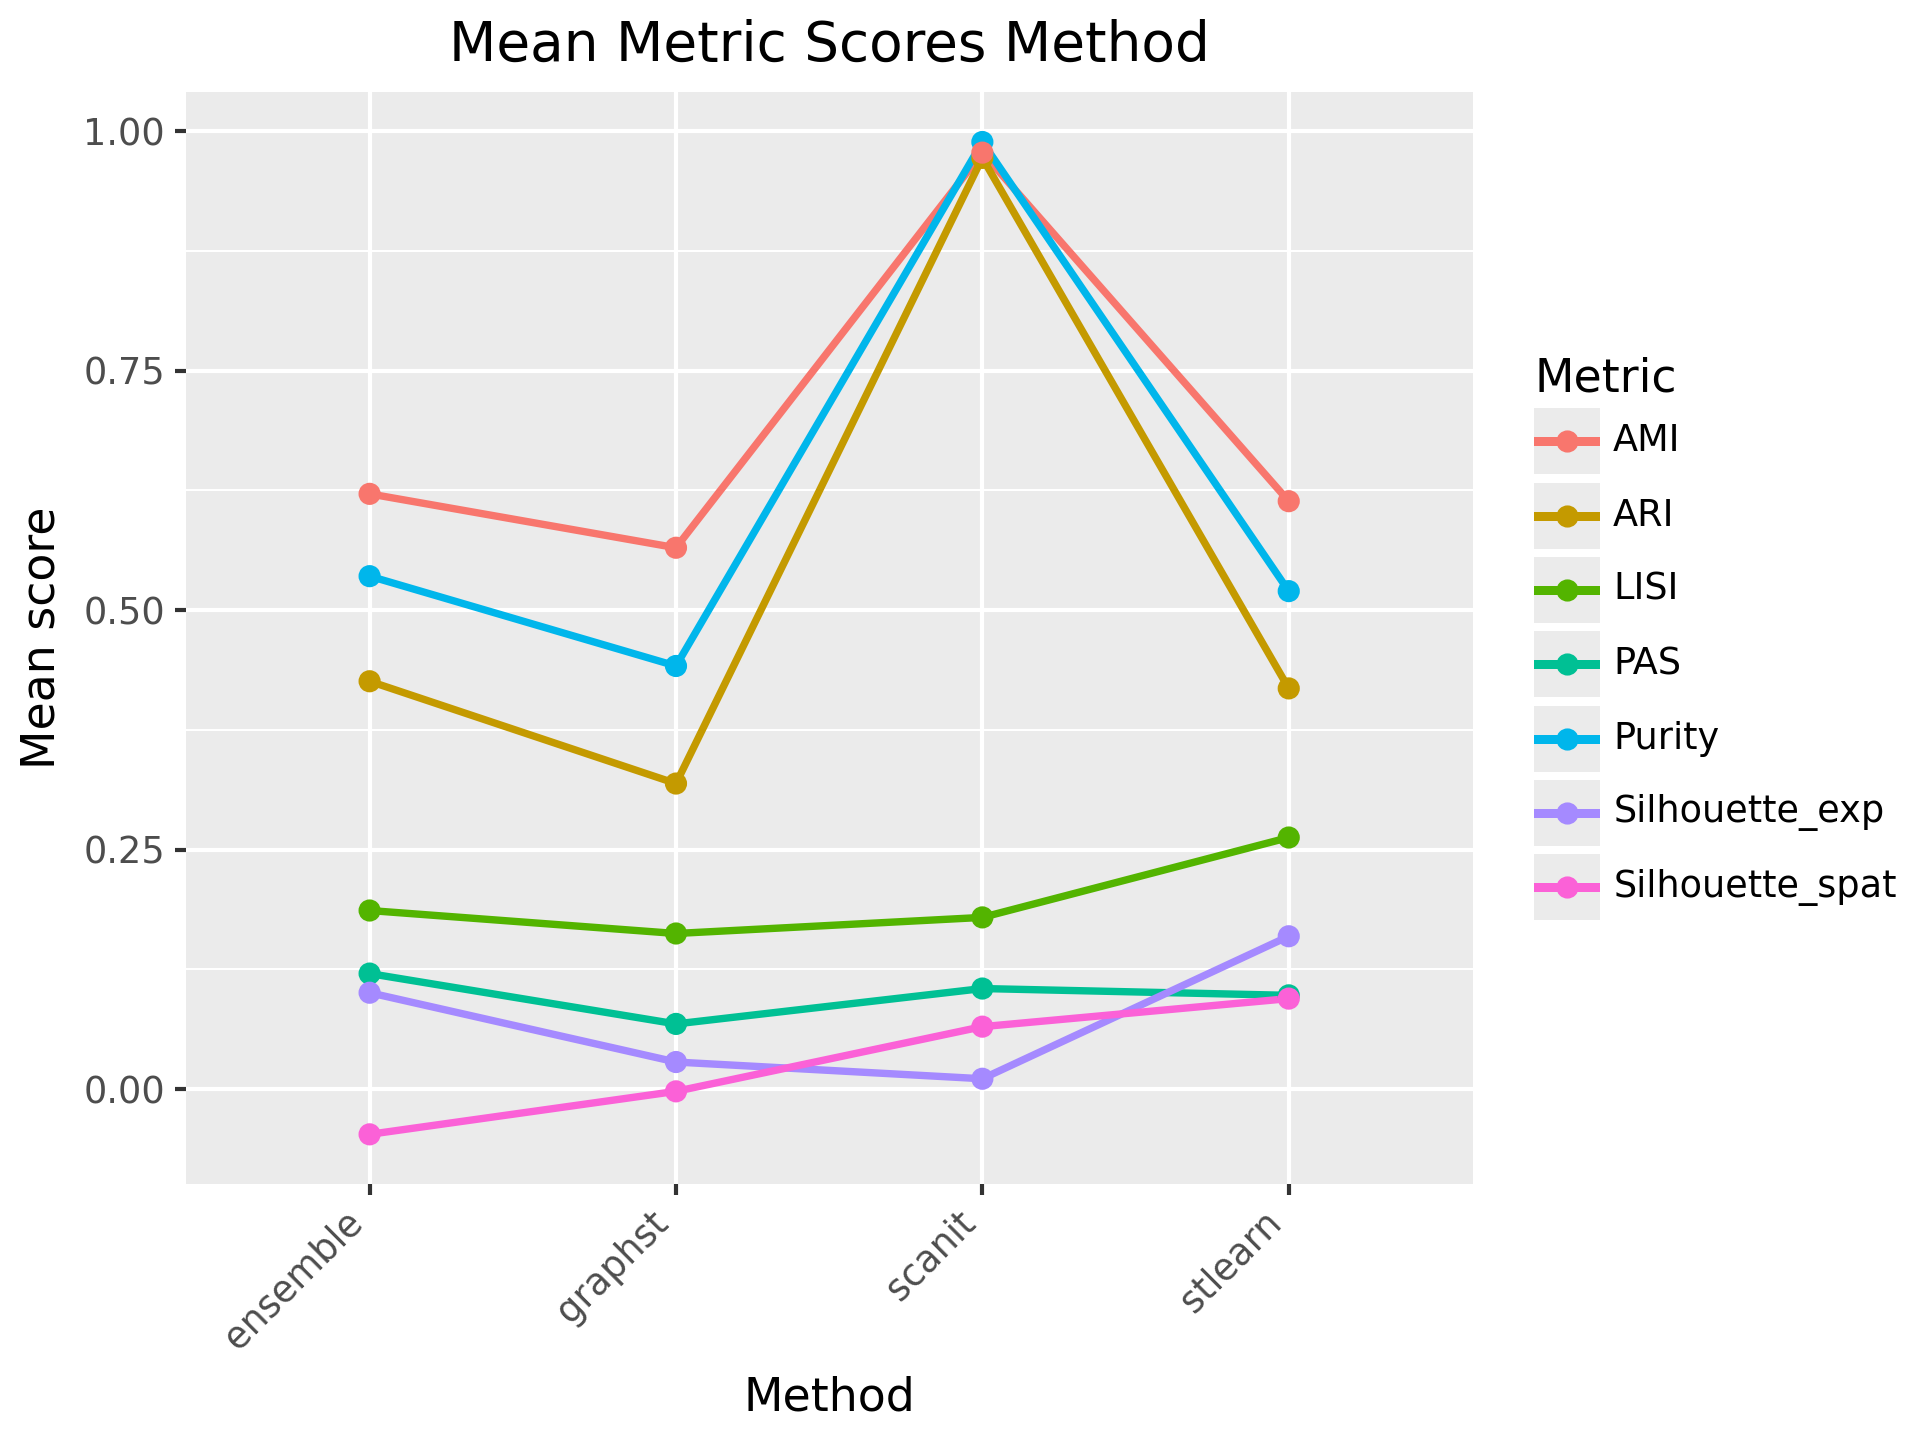 Mean Metric Scores Method
1.00
0.75
0.50
0.25
0.00
Mean score
ensemble
graphst
scanit
stlearn
Method
Metric
AMI
ARI
LISI
PAS
Purity
Silhouette_exp
Silhouette_spat